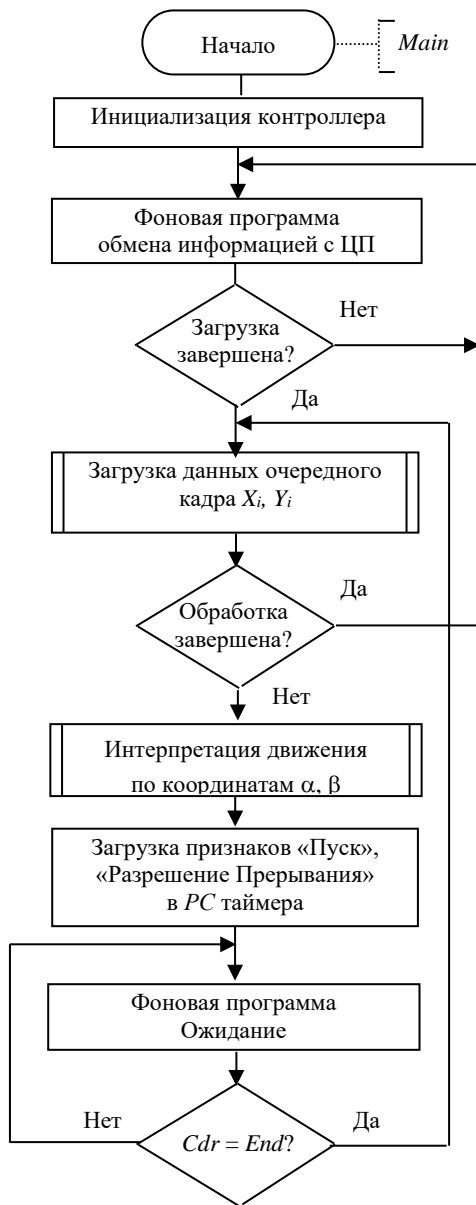 Начало
Main
Инициализация контроллера
Фоновая программа
обмена информацией с ЦП
Загрузка
завершена?
Нет
Да
Загрузка данных очередного
кадра Xi, Yi
Обработка
завершена?
Да
Нет
Интерпретация движения
по координатам α, β
Загрузка признаков «Пуск»,
«Разрешение Прерывания»
в РС таймера
Фоновая программа
Ожидание
Нет
Cdr = End?
Да